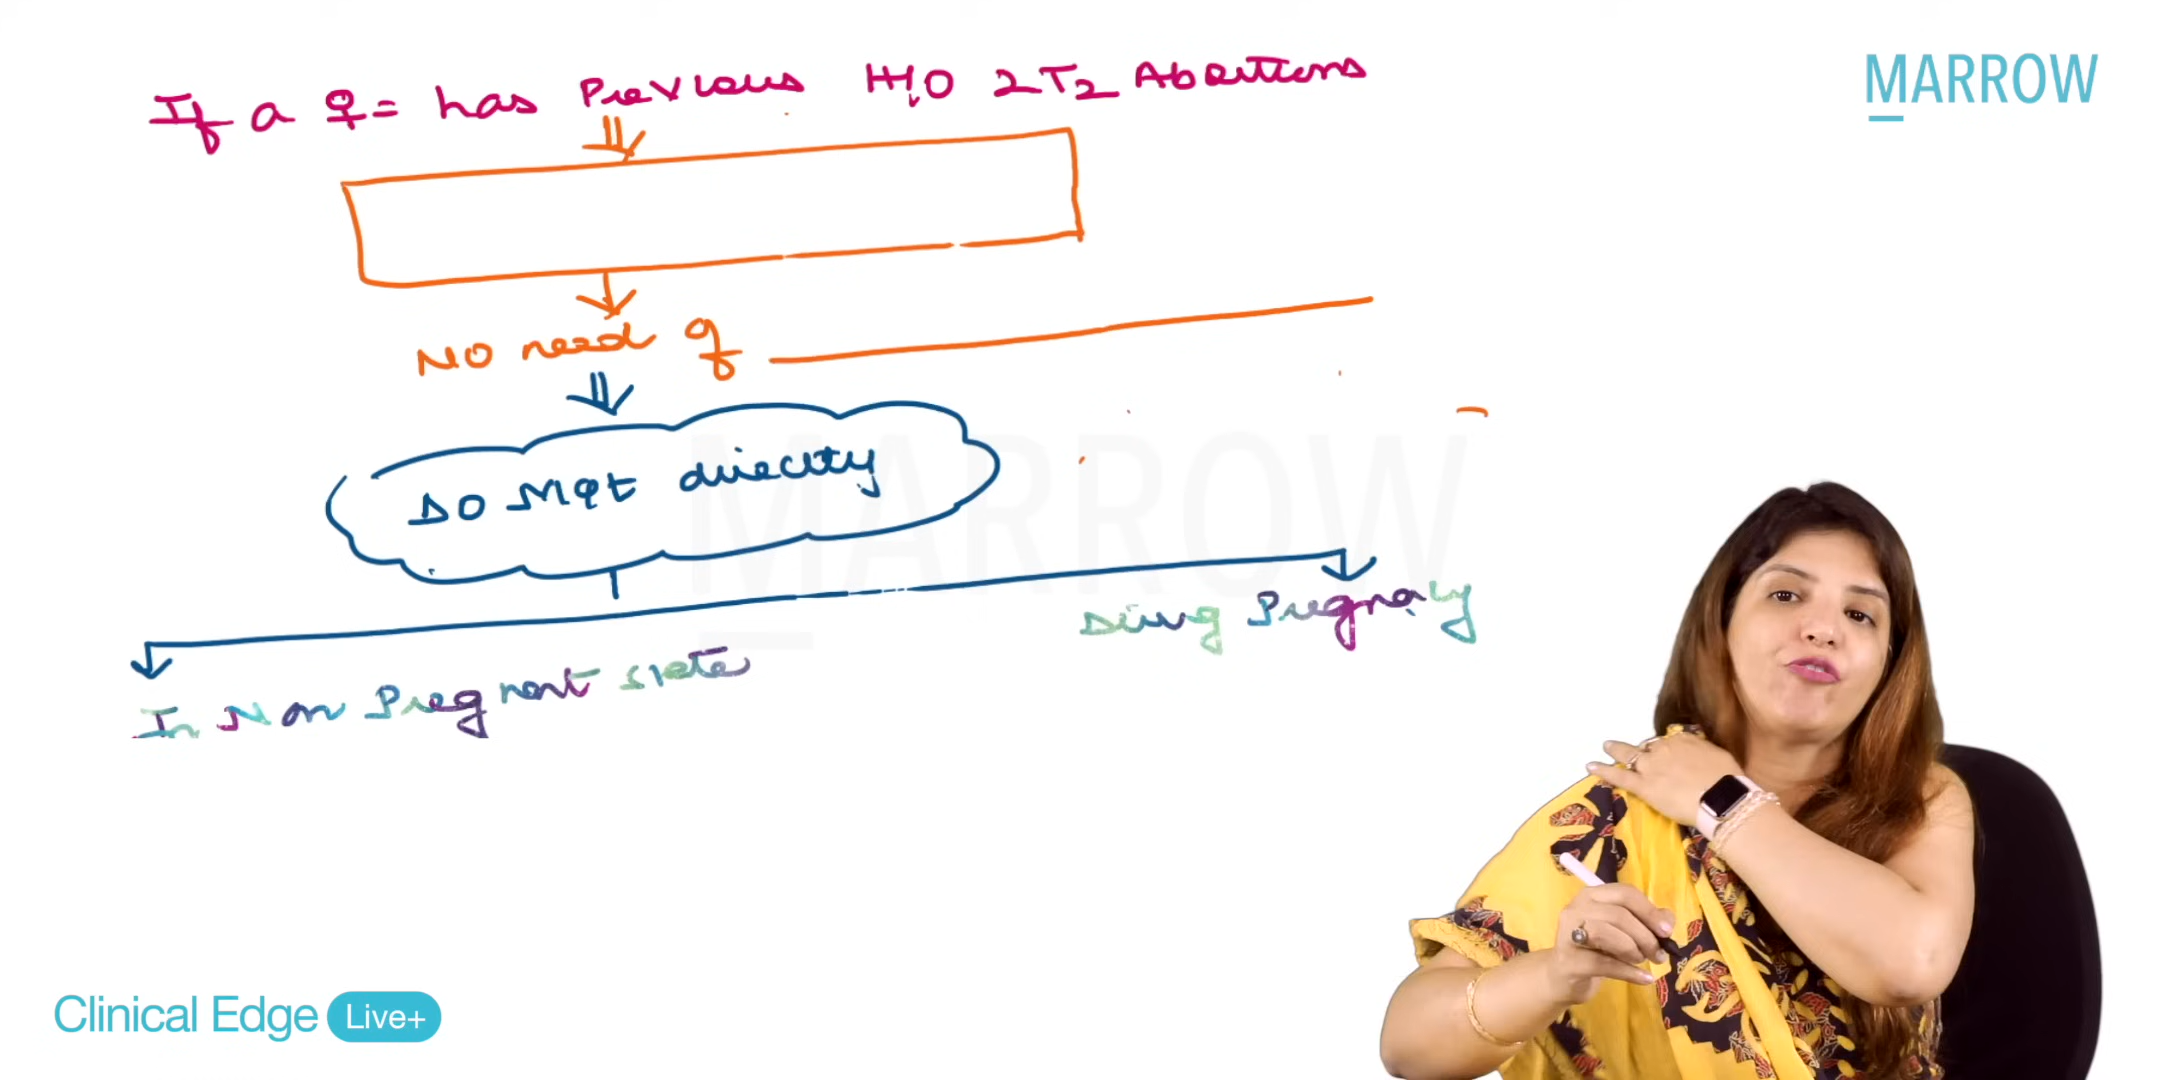 If a ♀= has Previous H/O 2T2 Abortions
MARROW
NO need of
DO Mgt directly
MARROW
During Pregnancy
In Non Pregnant state
Clinical Edge Live+